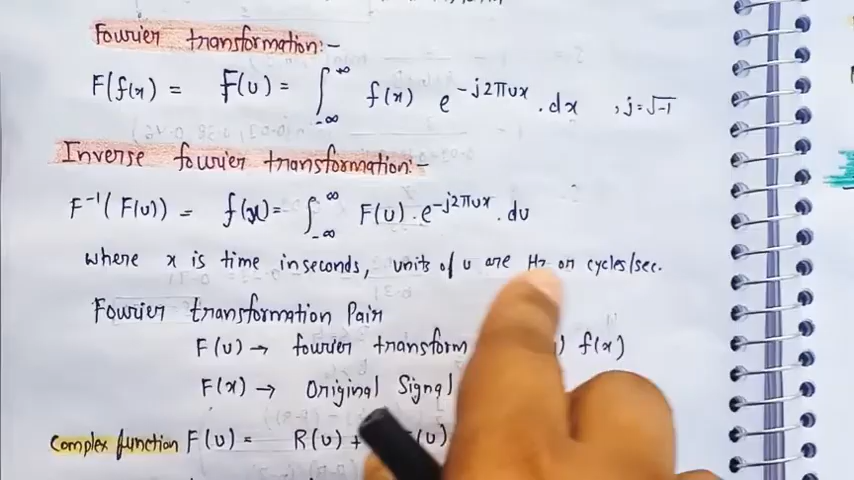 Fourier transformation:-
F(f(x) = F(u) = ∫_{-∞}^{+∞} f(x) e^{-j2πux} . dx , j=√-1
Inverse fourier transformation:-
F^{-1}(F(u)) = f(x)= ∫_{-∞}^{∞} F(u) . e^{-j2πux} . du
where x is time in seconds, units of u are Hz or cycles/sec.
Fourier transformation Pair
F(u) → fourier transform ) f(x)
F(x) → Original Signal
Complex function F(u) = R(u) + (u)